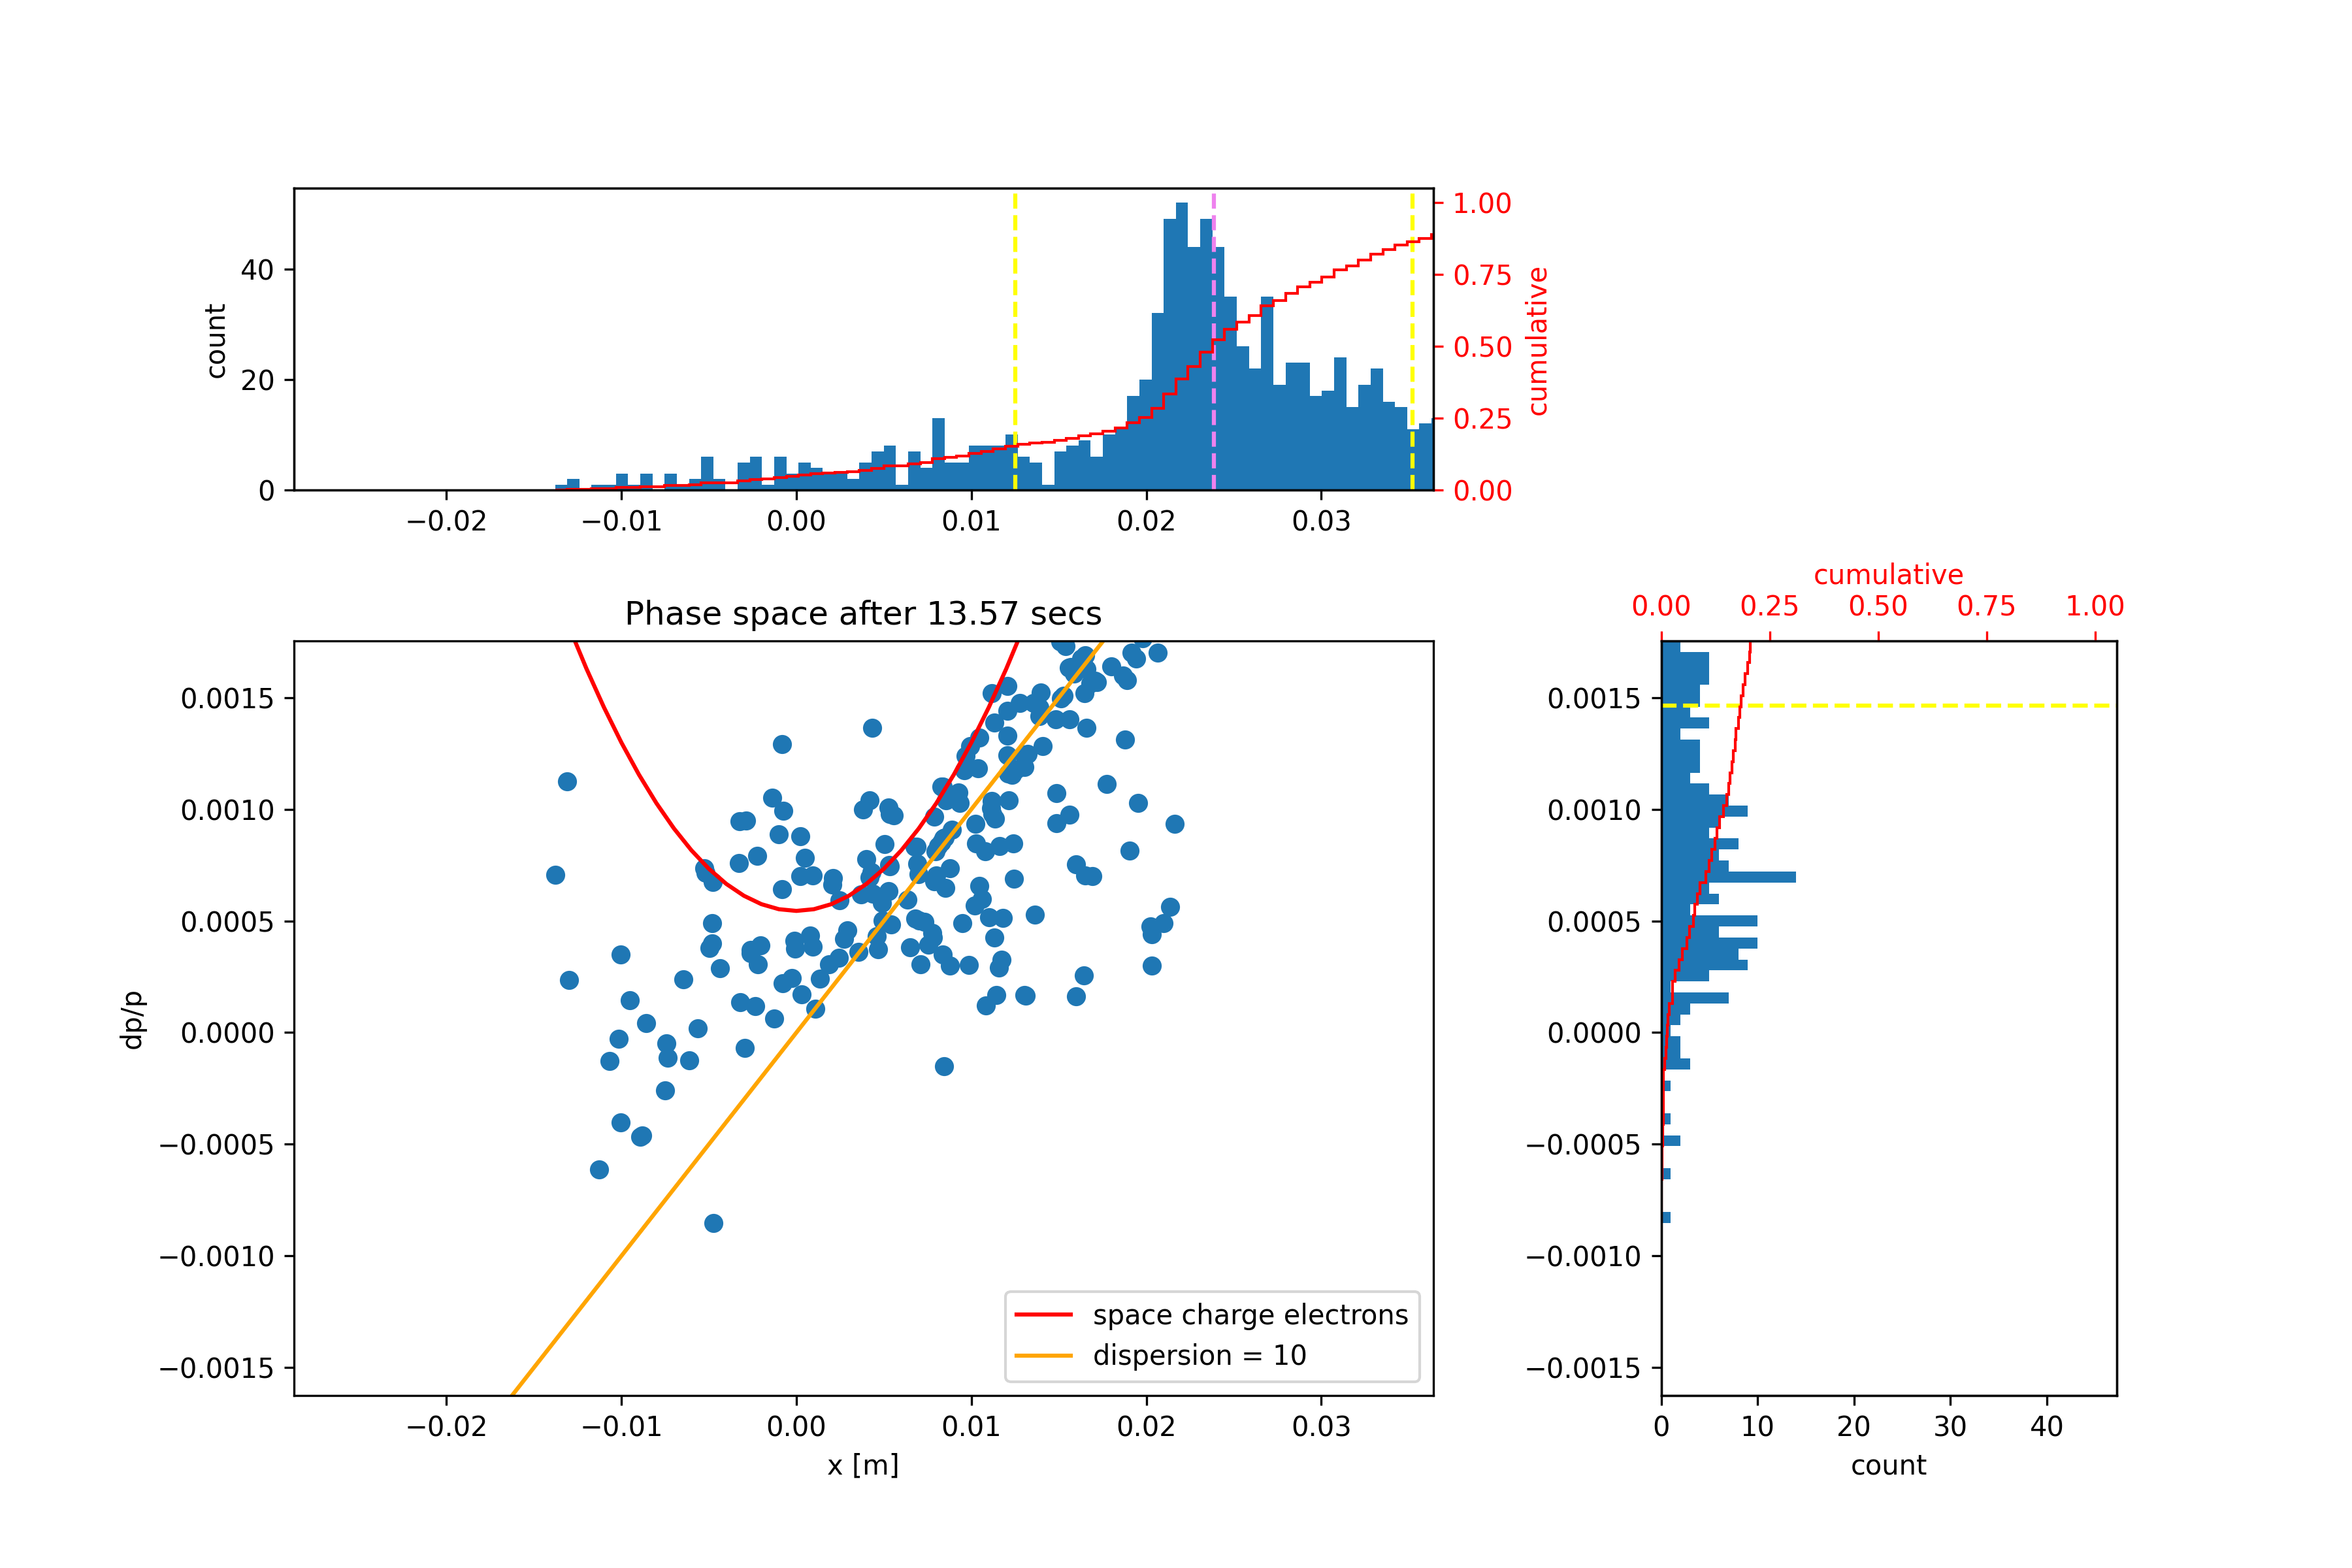 40
20
0
count
1.00
0.75
0.50
0.25
0.00
cumulative
−0.02 −0.01 0.00 0.01 0.02 0.03
Phase space after 13.57 secs
0.0015
0.0010
0.0005
0.0000
−0.0005
−0.0010
−0.0015
dp/p
space charge electrons
dispersion = 10
−0.02 −0.01 0.00 0.01 0.02 0.03
x [m]
cumulative
0.00 0.25 0.50 0.75 1.00
0.0015
0.0010
0.0005
0.0000
−0.0005
−0.0010
−0.0015
0 10 20 30 40
count